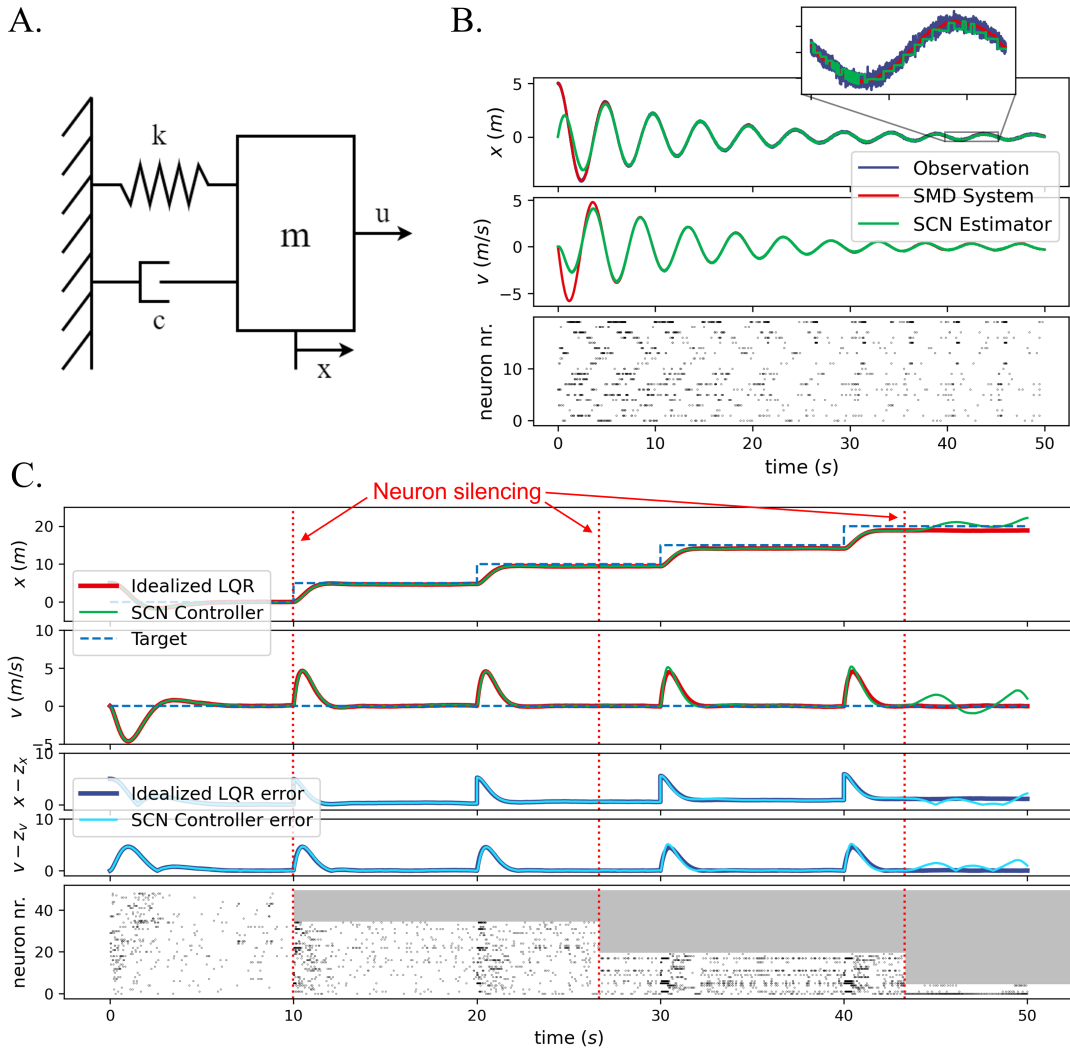 A.
k
m
u
c
x
B.
5
0
x (m)
Observation
SMD System
SCN Estimator
5
0
−5
v (m/s)
10
0
neuron nr.
0
10
20
30
40
50
time (s)
C.
Neuron silencing
20
10
0
x (m)
Idealized LQR
SCN Controller
Target
10
5
0
−5
v (m/s)
10
0
x − z_x
Idealized LQR error
SCN Controller error
10
0
v − z_v
40
20
0
neuron nr.
0
10
20
30
40
50
time (s)